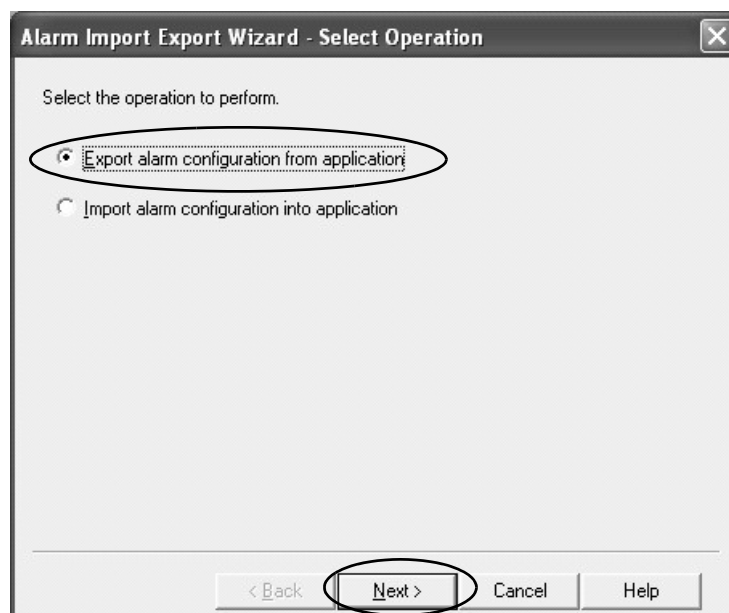 Alarm Import Export Wizard - Select Operation
Select the operation to perform.
Export alarm configuration from application
Import alarm configuration into application
< Back Next > Cancel Help